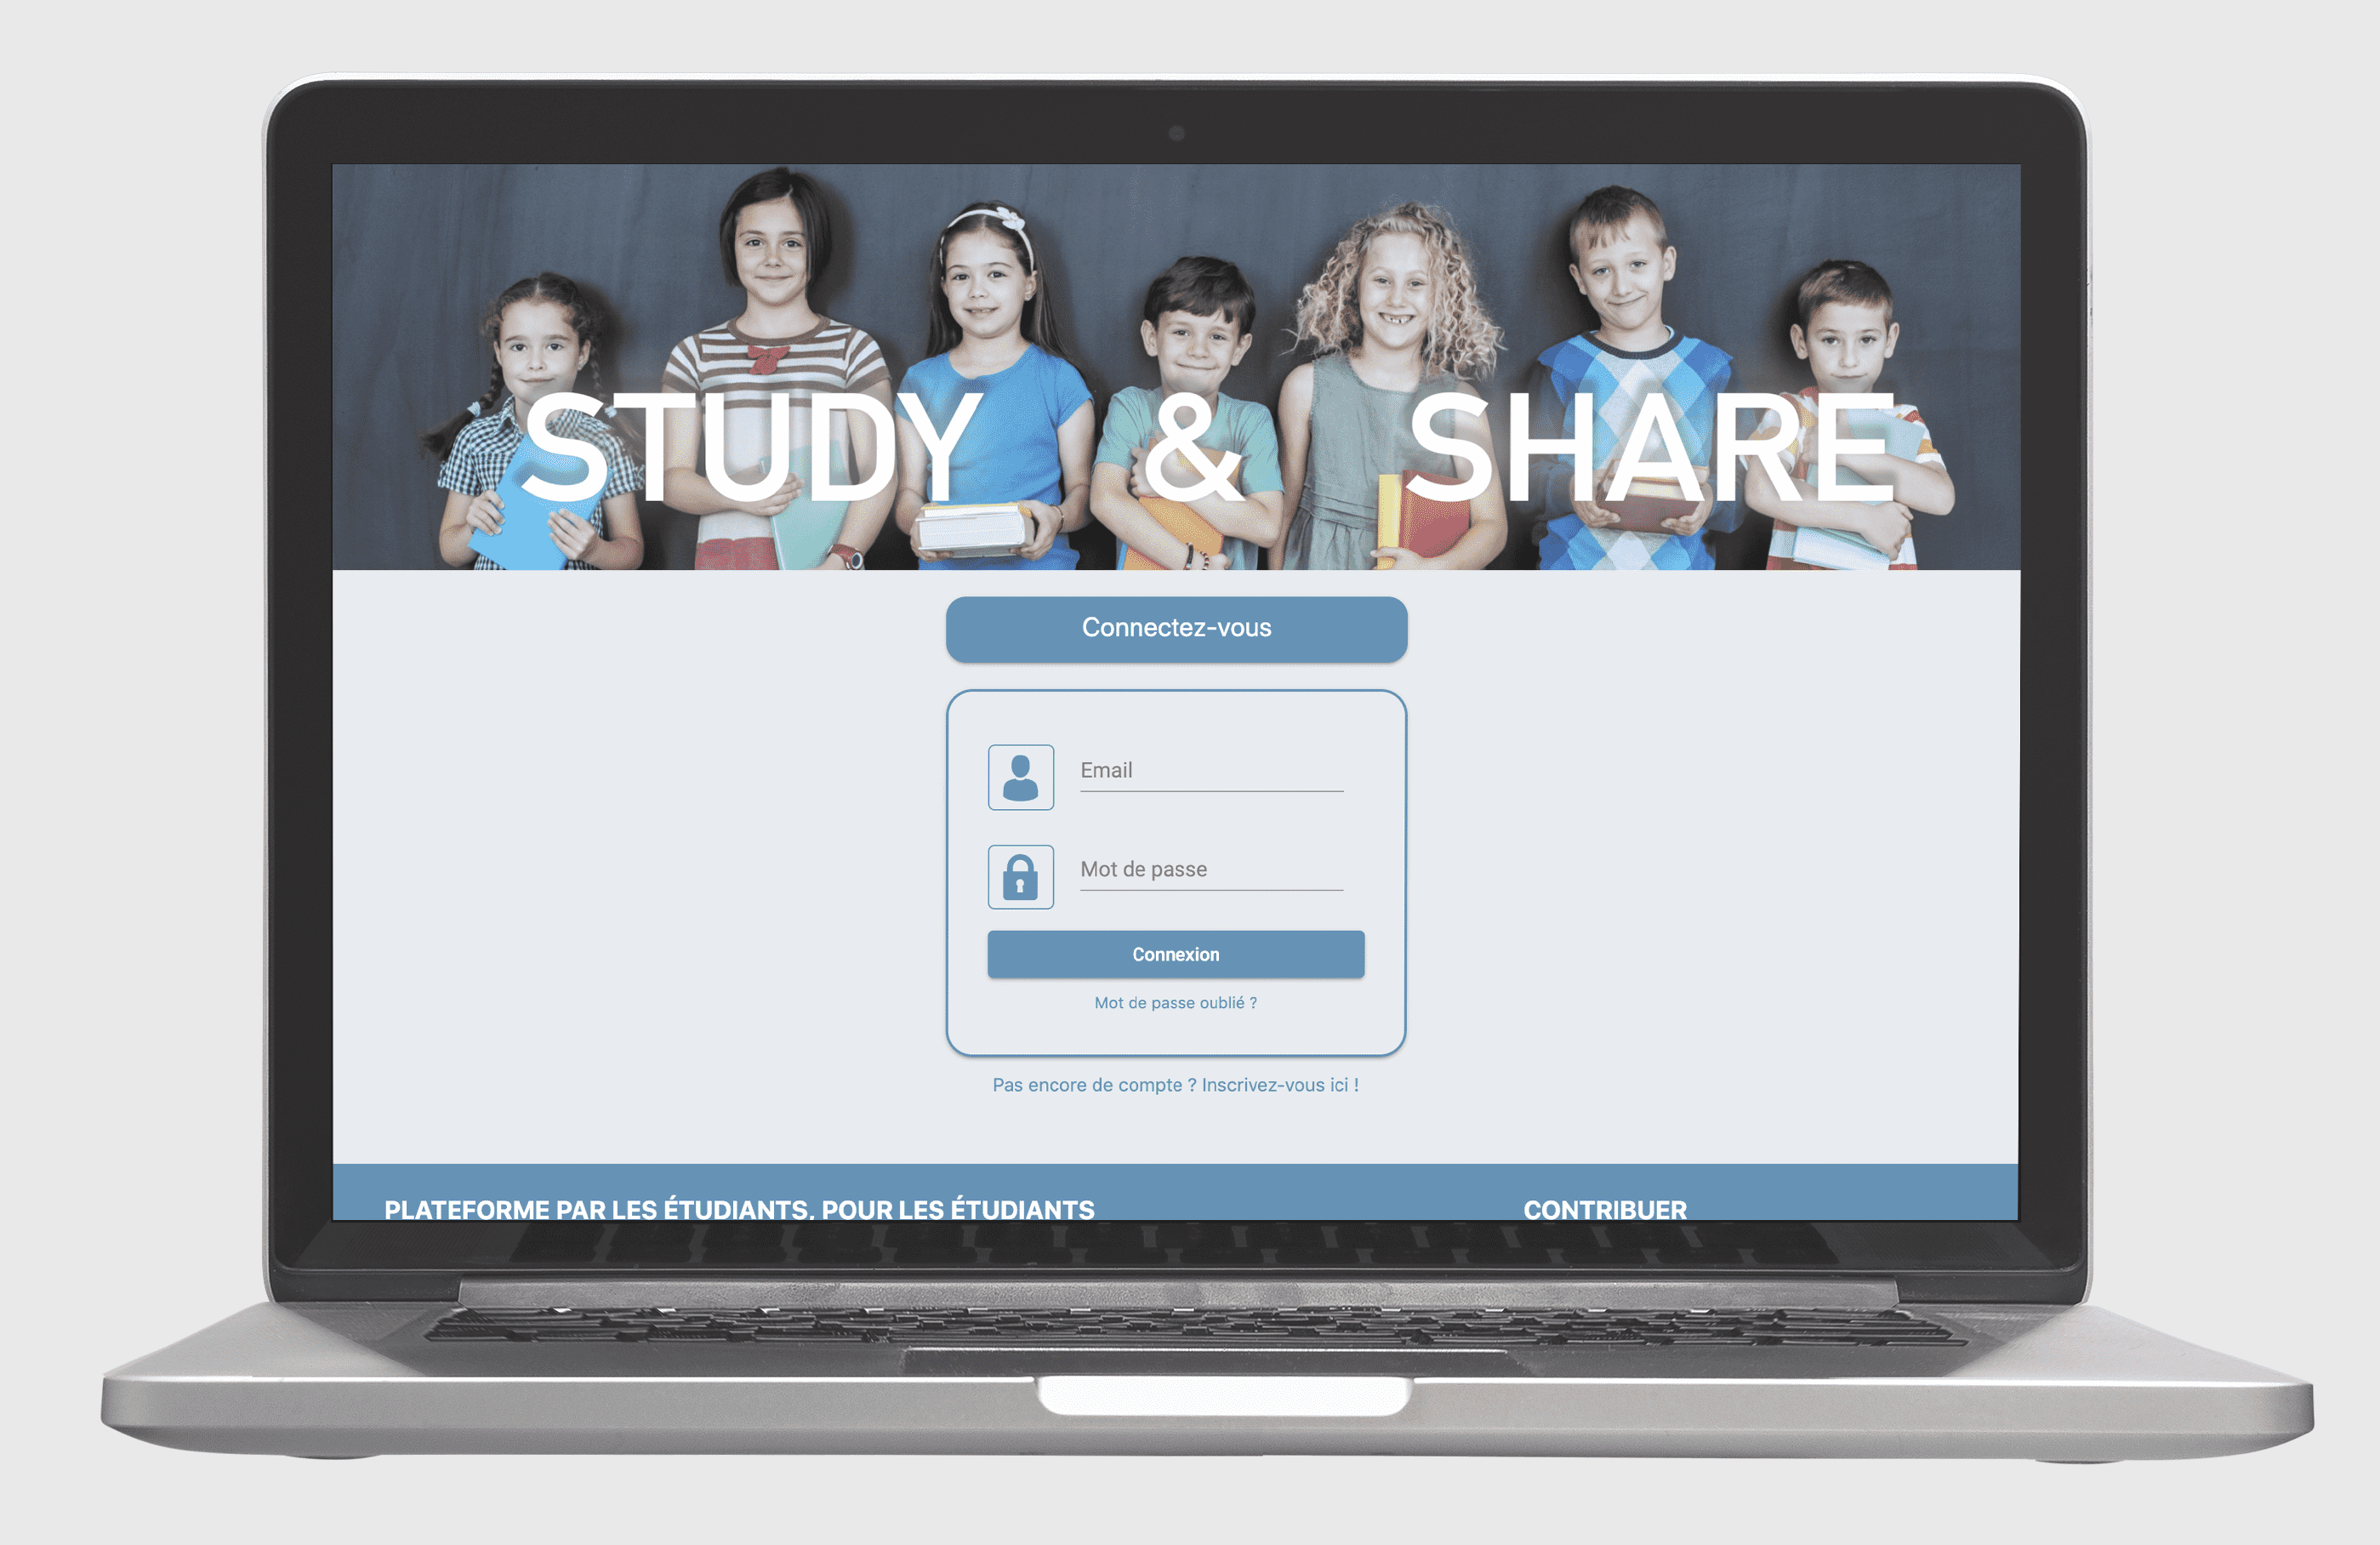 STUDY & SHARE
Connectez-vous
Email
Mot de passe
Connexion
Mot de passe oublié ?
Pas encore de compte ? Inscrivez-vous ici !
PLATEFORME PAR LES ÉTUDIANTS, POUR LES ÉTUDIANTS
CONTRIBUER